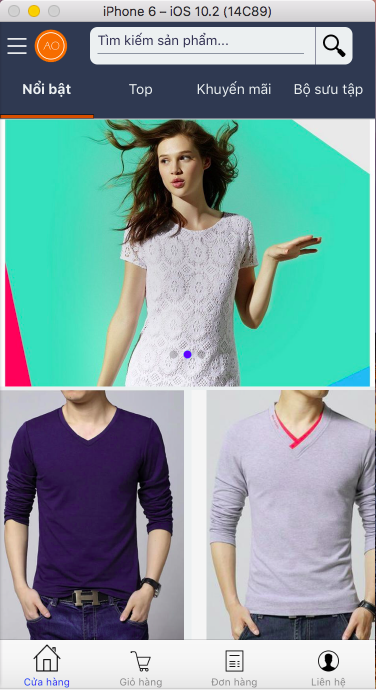 iPhone 6 – iOS 10.2 (14C89)
AO
Tìm kiếm sản phẩm...
Nổi bật
Top
Khuyến mãi
Bộ sưu tập
Cửa hàng
Giỏ hàng
Đơn hàng
Liên hệ